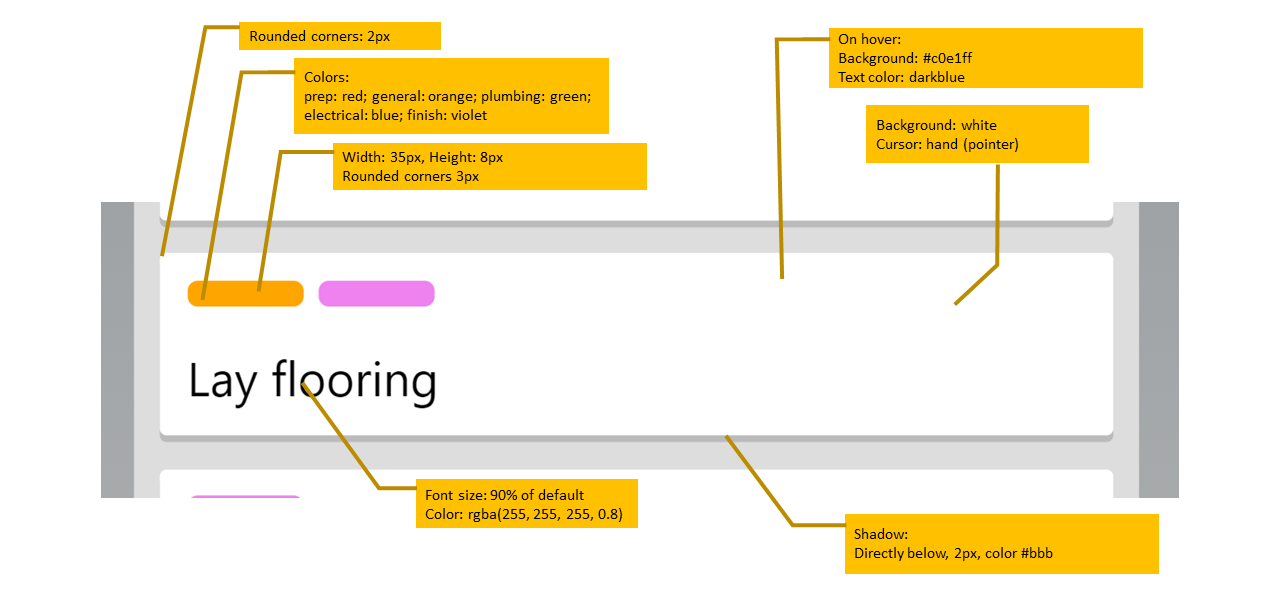 Rounded corners: 2px
Colors:
prep: red; general: orange; plumbing: green;
electrical: blue; finish: violet
Width: 35px, Height: 8px
Rounded corners 3px
On hover:
Background: #c0e1ff
Text color: darkblue
Background: white
Cursor: hand (pointer)
Lay flooring
Font size: 90% of default
Color: rgba(255, 255, 255, 0.8)
Shadow:
Directly below, 2px, color #bbb